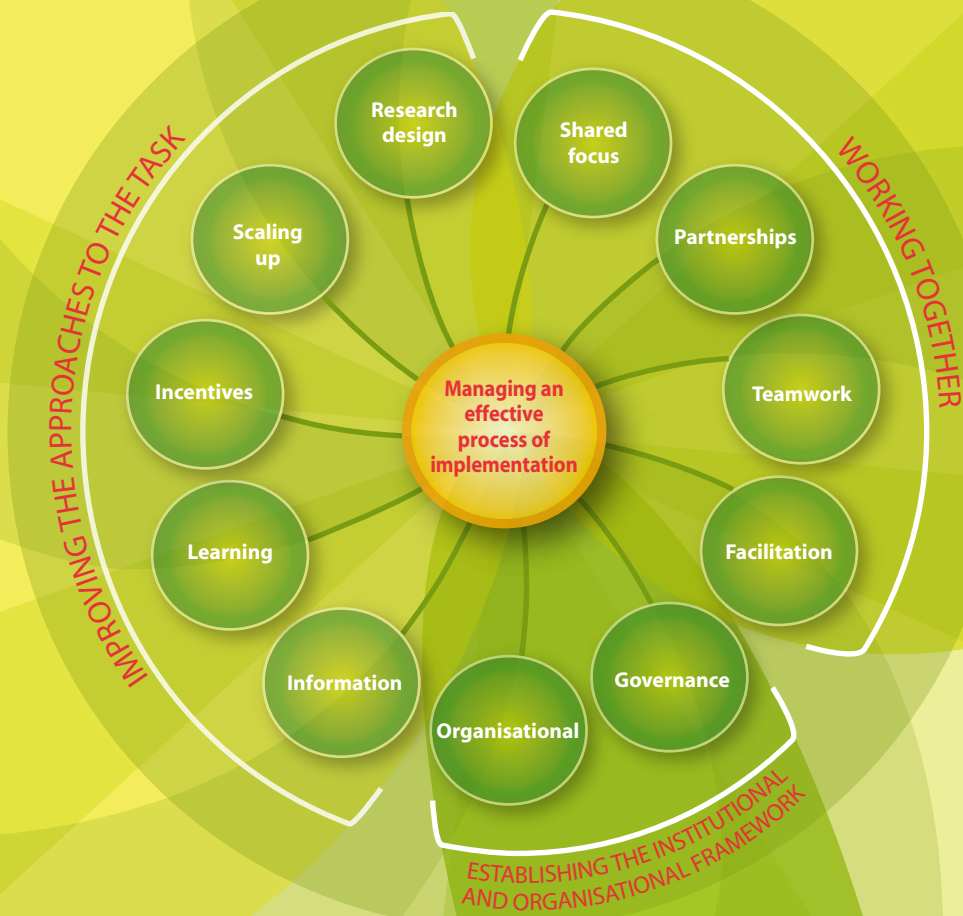 Research
design
Shared
focus
Partnerships
Teamwork
Facilitation
Governance
Organisational
Information
Learning
Incentives
Scaling
up
Managing an
effective
process of
implementation
IMPROVING THE APPROACHES TO THE TASK
WORKING TOGETHER
ESTABLISHING THE INSTITUTIONAL
AND ORGANISATIONAL FRAMEWORK